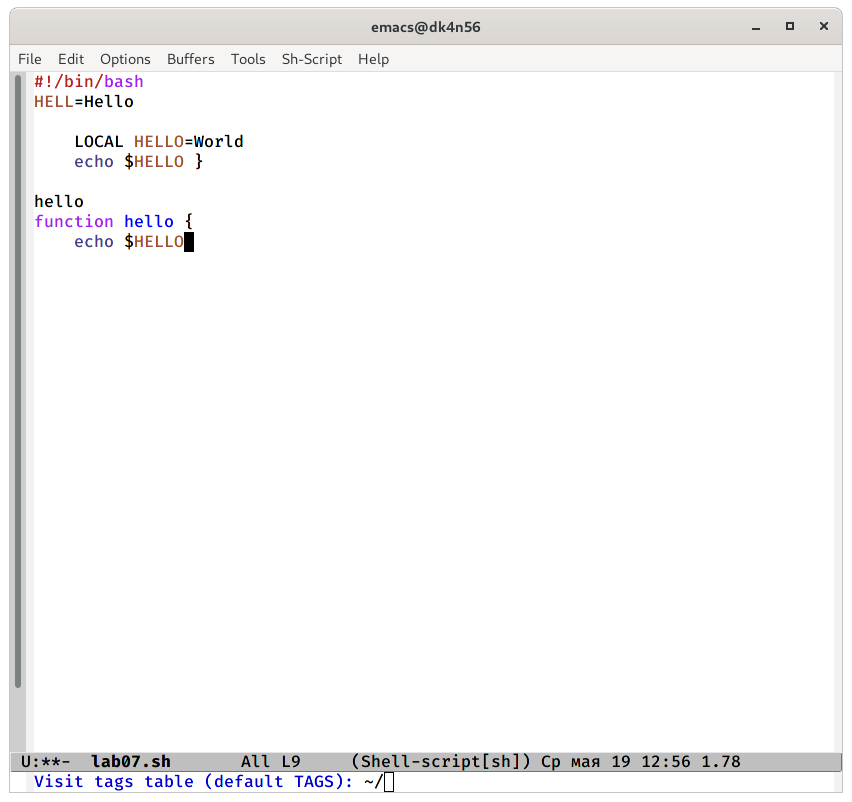 emacs@dk4n56
File Edit Options Buffers Tools Sh-Script Help
#!/bin/bash
HELL=Hello
    LOCAL HELLO=World
    echo $HELLO }
hello
function hello {
    echo $HELLO
U:**-  lab07.sh       All L9     (Shell-script[sh]) Ср мая 19 12:56 1.78
Visit tags table (default TAGS): ~/